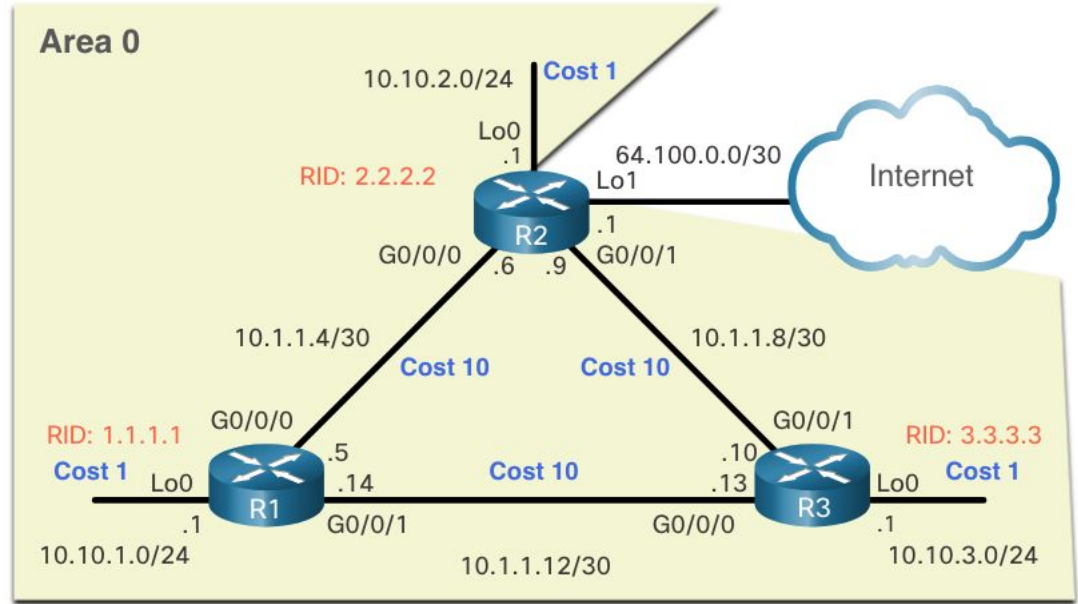 Area 0
10.10.2.0/24
Cost 1
Lo0
.1
64.100.0.0/30
Internet
RID: 2.2.2.2
Lo1
.1
R2
G0/0/0
.6
.9
G0/0/1
10.1.1.4/30
10.1.1.8/30
Cost 10
Cost 10
G0/0/0
G0/0/1
RID: 1.1.1.1
RID: 3.3.3.3
.5
.10
Cost 1
Cost 10
Cost 1
Lo0
.14
.13
Lo0
R1
R3
.1
G0/0/1
G0/0/0
.1
10.10.1.0/24
10.1.1.12/30
10.10.3.0/24